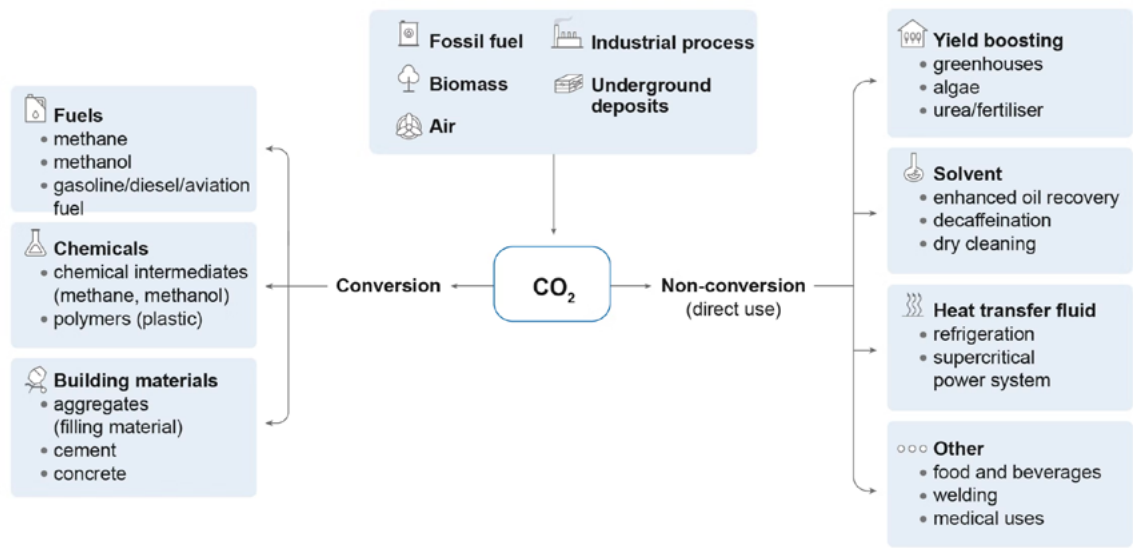 Fossil fuel
Industrial process
Biomass
Underground
deposits
Air
Fuels
• methane
• methanol
• gasoline/diesel/aviation
fuel
Chemicals
• chemical intermediates
(methane, methanol)
• polymers (plastic)
Building materials
• aggregates
(filling material)
• cement
• concrete
Conversion
CO₂
Non-conversion
(direct use)
Yield boosting
• greenhouses
• algae
• urea/fertiliser
Solvent
• enhanced oil recovery
• decaffeination
• dry cleaning
Heat transfer fluid
• refrigeration
• supercritical
power system
Other
• food and beverages
• welding
• medical uses